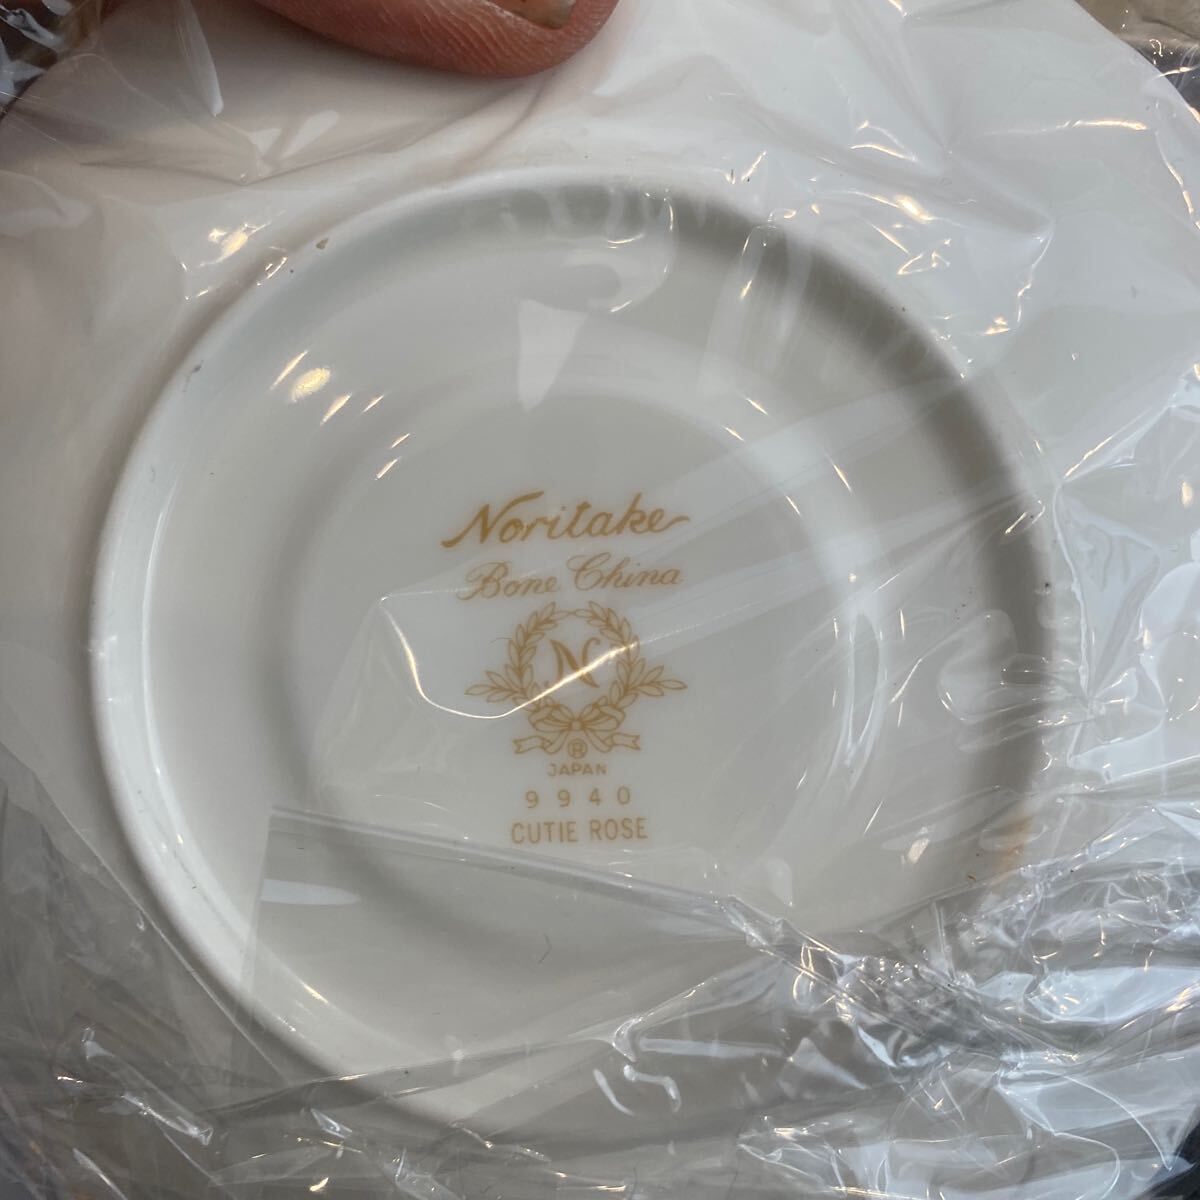 Noritake
Bone China
N
®
JAPAN
9940
CUTIE ROSE